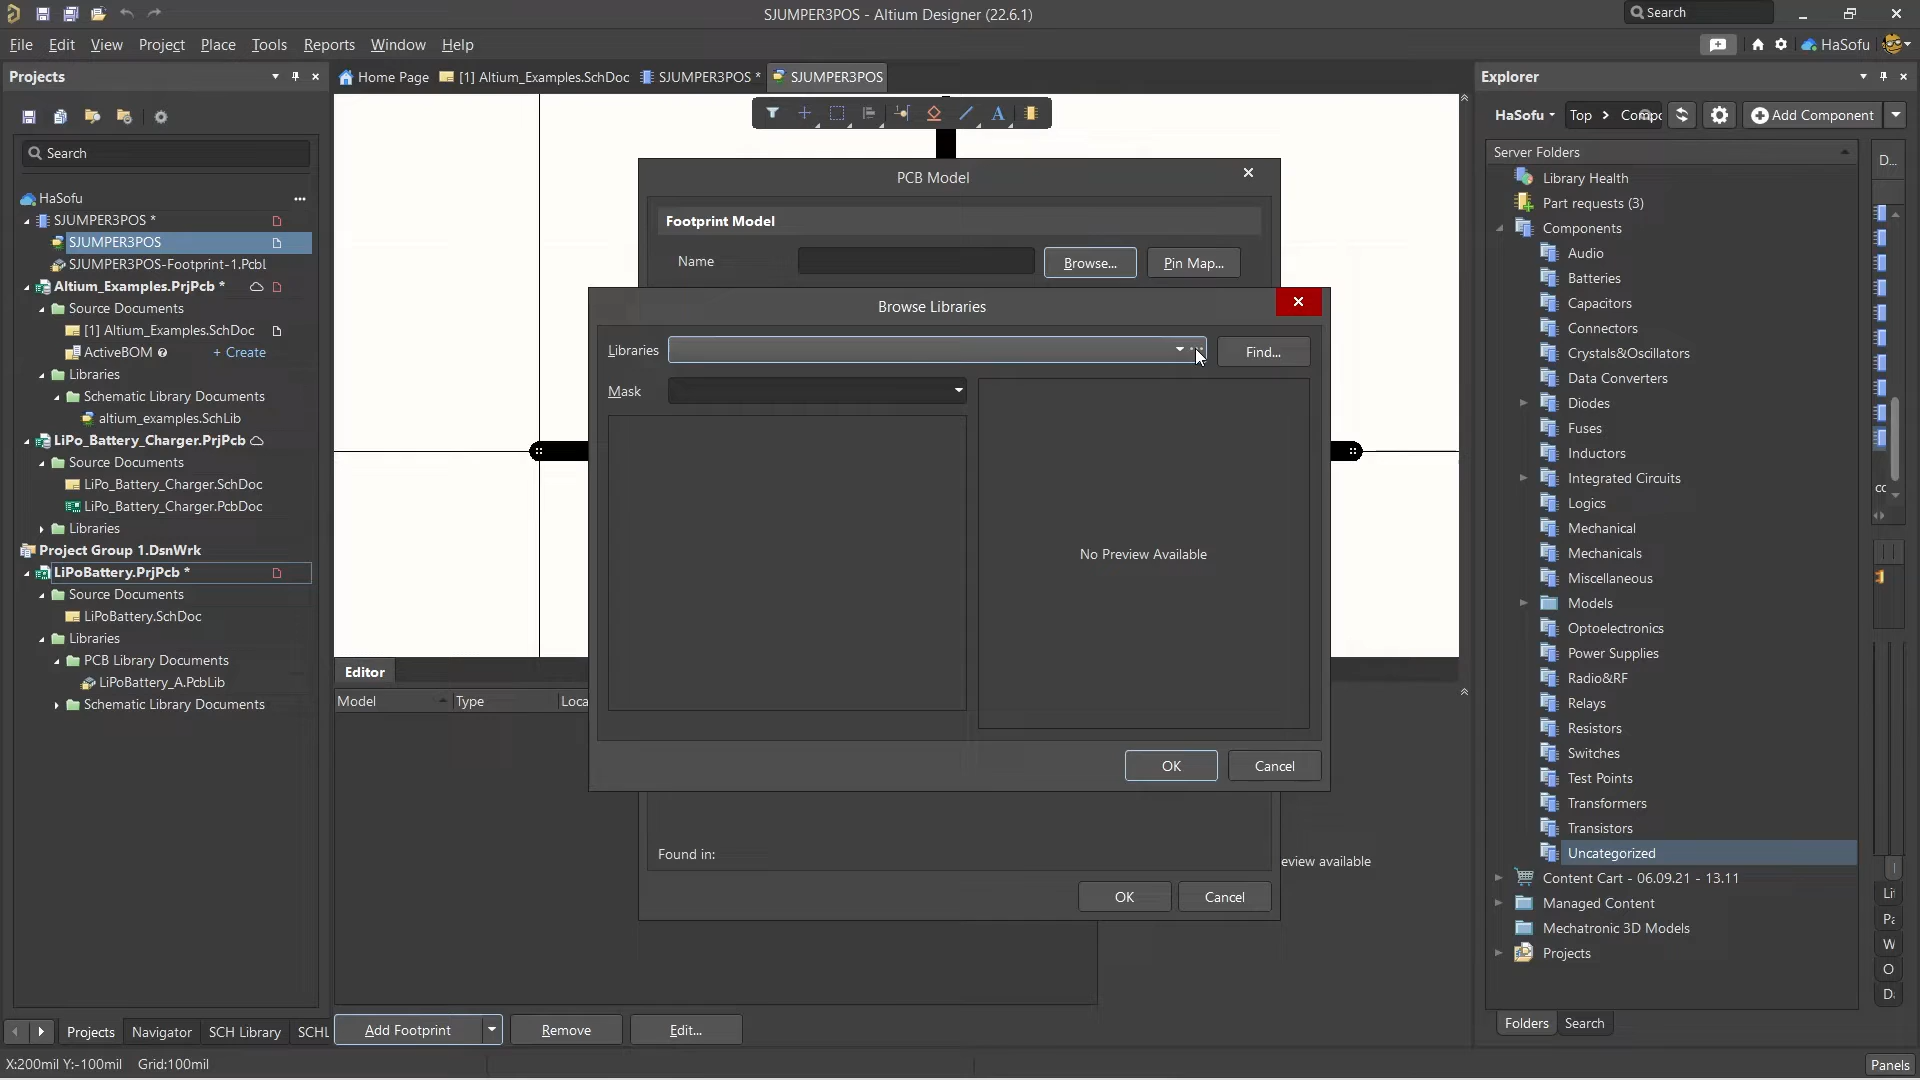 SJUMPER3POS - Altium Designer (22.6.1)
Search
File Edit View Project Place Tools Reports Window Help
HaSofu
Projects
Home Page
[1] Altium_Examples.SchDoc
SJUMPER3POS *
SJUMPER3POS
Explorer
HaSofu
Top
Add Component
Search
HaSofu
SJUMPER3POS *
SJUMPER3POS
SJUMPER3POS-Footprint-1.Pcbl
Altium_Examples.PrjPcb *
Source Documents
[1] Altium_Examples.SchDoc
ActiveBOM
+ Create
Libraries
Schematic Library Documents
altium_examples.SchLib
LiPo_Battery_Charger.PrjPcb
Source Documents
LiPo_Battery_Charger.SchDoc
LiPo_Battery_Charger.PcbDoc
Libraries
Project Group 1.DsnWrk
LiPoBattery.PrjPcb *
Source Documents
LiPoBattery.SchDoc
Libraries
PCB Library Documents
LiPoBattery_A.PcbLib
Schematic Library Documents
Projects
Navigator
SCH Library
SCHL
PCB Model
Footprint Model
Name
Browse...
Pin Map...
Browse Libraries
Libraries
Find...
Mask
No Preview Available
OK
Cancel
Found in:
eview available
OK
Cancel
Editor
Model
Type
Loca
Add Footprint
Remove
Edit...
Server Folders
D...
Library Health
Part requests (3)
Components
Audio
Batteries
Capacitors
Connectors
Crystals&Oscillators
Data Converters
Diodes
Fuses
Inductors
Integrated Circuits
Logics
Mechanical
Mechanicals
Miscellaneous
Models
Optoelectronics
Power Supplies
Radio&RF
Relays
Resistors
Switches
Test Points
Transformers
Transistors
Uncategorized
Content Cart - 06.09.21 - 13.11
Managed Content
Mechatronic 3D Models
Projects
Folders
Search
X:200mil Y:-100mil
Grid:100mil
Panels